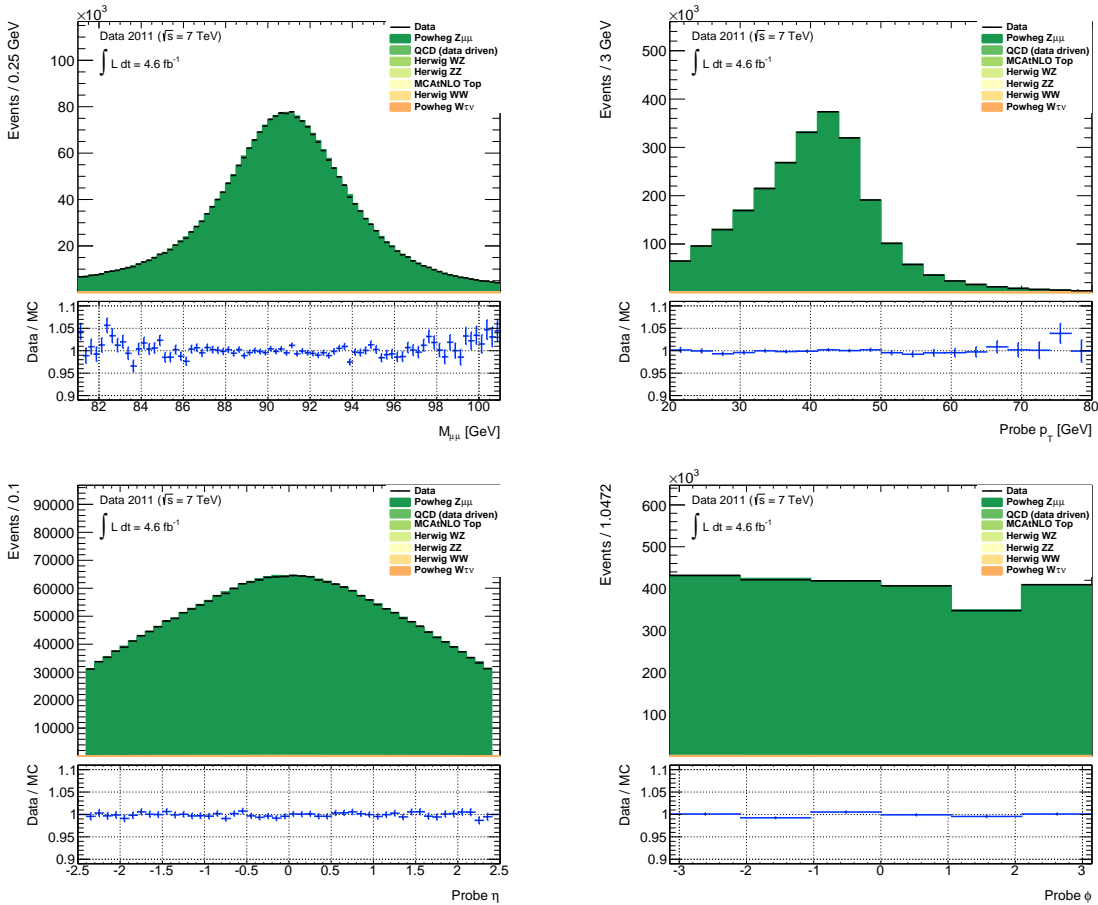 ×10³
Events / 0.25 GeV
Data 2011 (√s = 7 TeV)
∫ L dt = 4.6 fb⁻¹
Data
Powheg Zμμ
QCD (data driven)
Herwig WZ
Herwig ZZ
MCAtNLO Top
Herwig WW
Powheg Wτν
100
80
60
40
20
Data / MC
1.1
1.05
1
0.95
0.9
82 84 86 88 90 92 94 96 98 100
M_μμ [GeV]
×10³
Events / 3 GeV
Data 2011 (√s = 7 TeV)
∫ L dt = 4.6 fb⁻¹
Data
Powheg Zμμ
QCD (data driven)
MCAtNLO Top
Herwig WZ
Herwig ZZ
Herwig WW
Powheg Wτν
500
400
300
200
100
Data / MC
1.1
1.05
1
0.95
0.9
20 30 40 50 60 70 80
Probe p_T [GeV]
Events / 0.1
Data 2011 (√s = 7 TeV)
∫ L dt = 4.6 fb⁻¹
Data
Powheg Zμμ
QCD (data driven)
MCAtNLO Top
Herwig WZ
Herwig ZZ
Herwig WW
Powheg Wτν
90000
80000
70000
60000
50000
40000
30000
20000
10000
Data / MC
1.1
1.05
1
0.95
0.9
-2.5 -2 -1.5 -1 -0.5 0 0.5 1 1.5 2 2.5
Probe η
×10³
Events / 1.0472
Data 2011 (√s = 7 TeV)
∫ L dt = 4.6 fb⁻¹
Data
Powheg Zμμ
QCD (data driven)
MCAtNLO Top
Herwig WZ
Herwig ZZ
Herwig WW
Powheg Wτν
600
500
400
300
200
100
Data / MC
1.1
1.05
1
0.95
0.9
-3 -2 -1 0 1 2 3
Probe ϕ